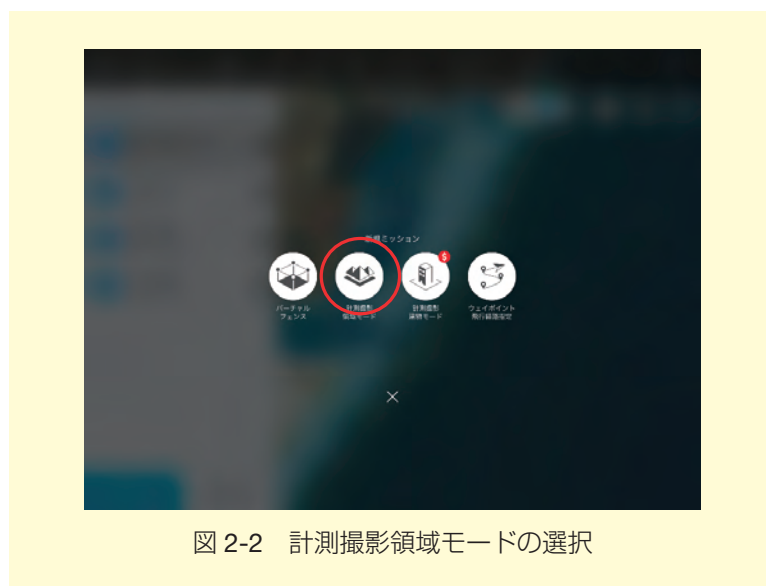 新規ミッション
$
バーチャル
フェンス
計測撮影
領域モード
計測撮影
建物モード
ウェイポイント
飛行経路設定
×
図 2-2 計測撮影領域モードの選択